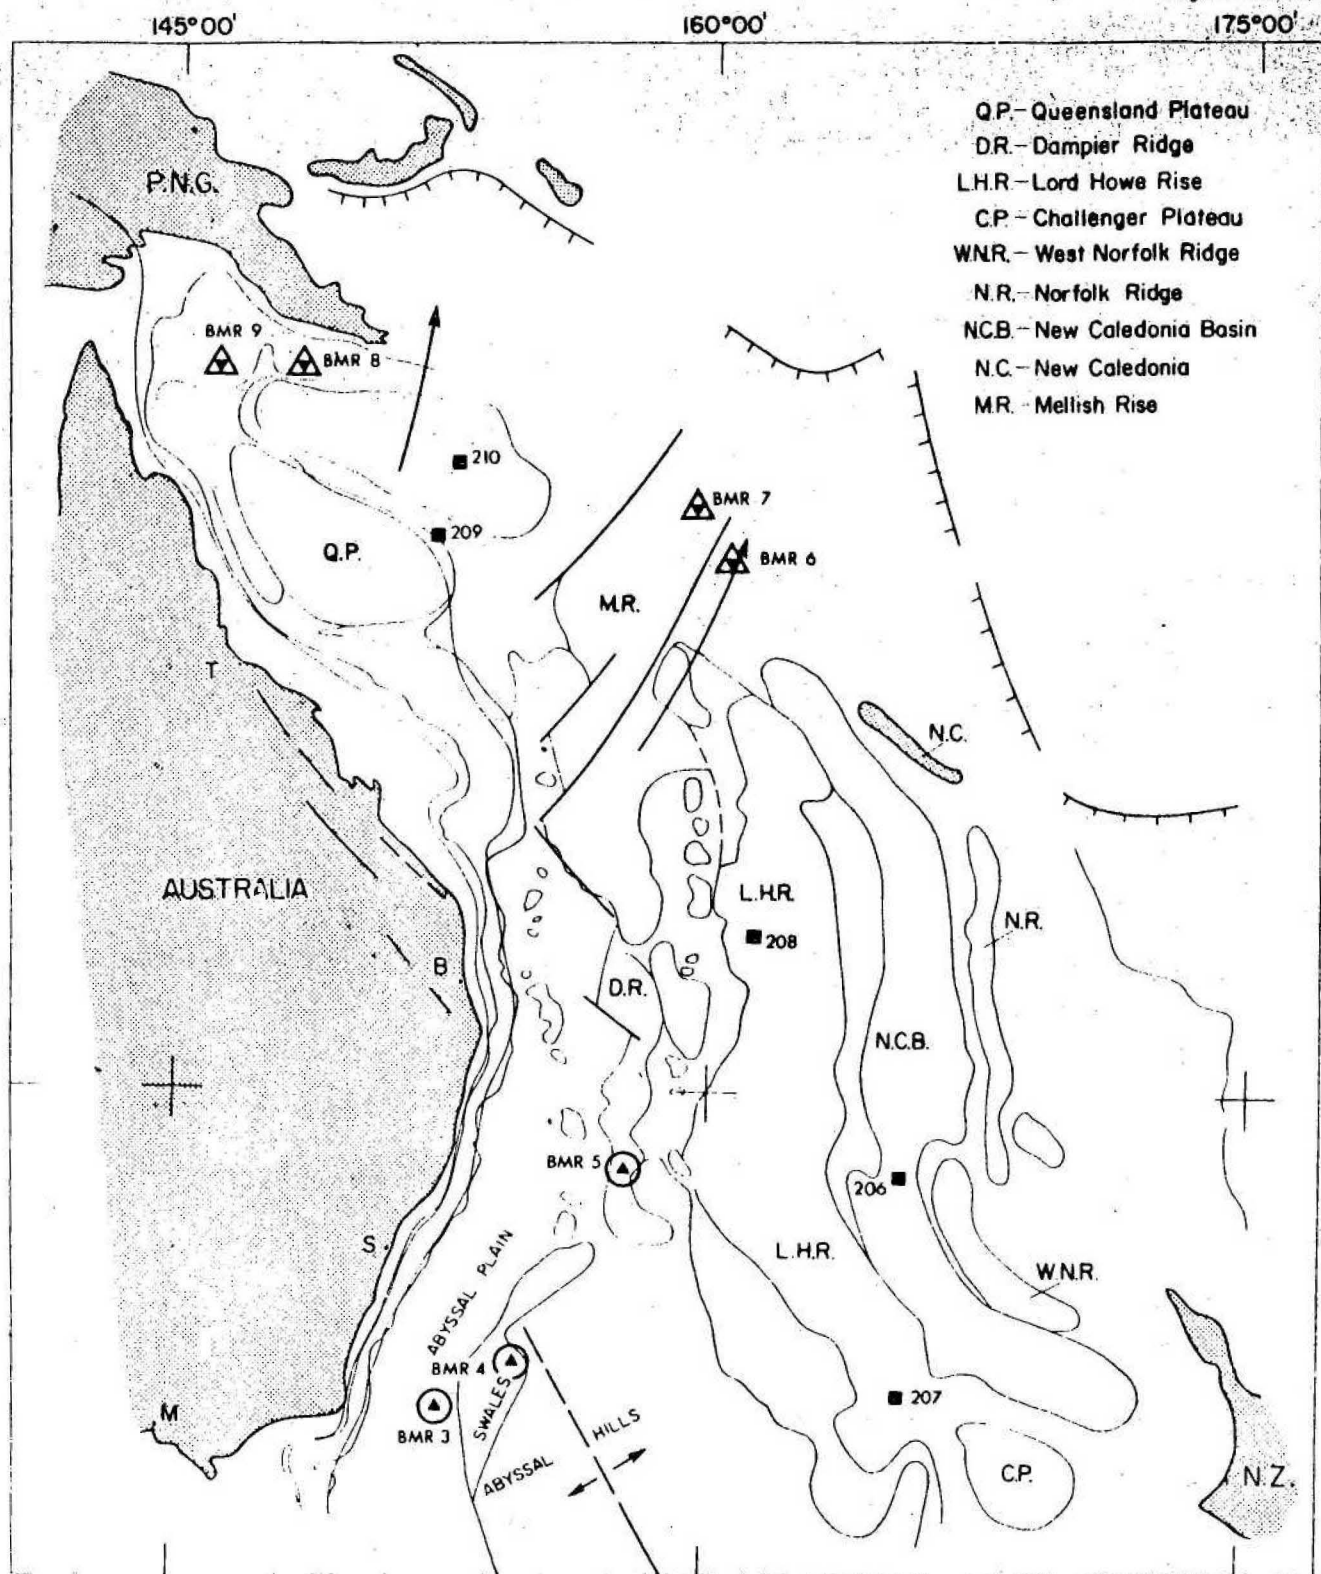 145°00' 160°00' 175°00'
Q.P.- Queensland Plateau
D.R.- Dampier Ridge
L.H.R.- Lord Howe Rise
C.P.- Challenger Plateau
W.N.R.- West Norfolk Ridge
N.R.- Norfolk Ridge
N.C.B.- New Caledonia Basin
N.C.- New Caledonia
M.R.- Mellish Rise
P.N.G.
BMR 9
BMR 8
210
BMR 7
209
Q.P.
BMR 6
M.R.
T
N.C.
AUSTRALIA
L.H.R.
N.R.
208
B
D.R.
N.C.B.
BMR 5
206
S
L.H.R.
ABYSSAL PLAIN
W.N.R.
BMR 4
SWALES
207
M
BMR 3
HILLS
ABYSSAL
C.P.
N.Z.